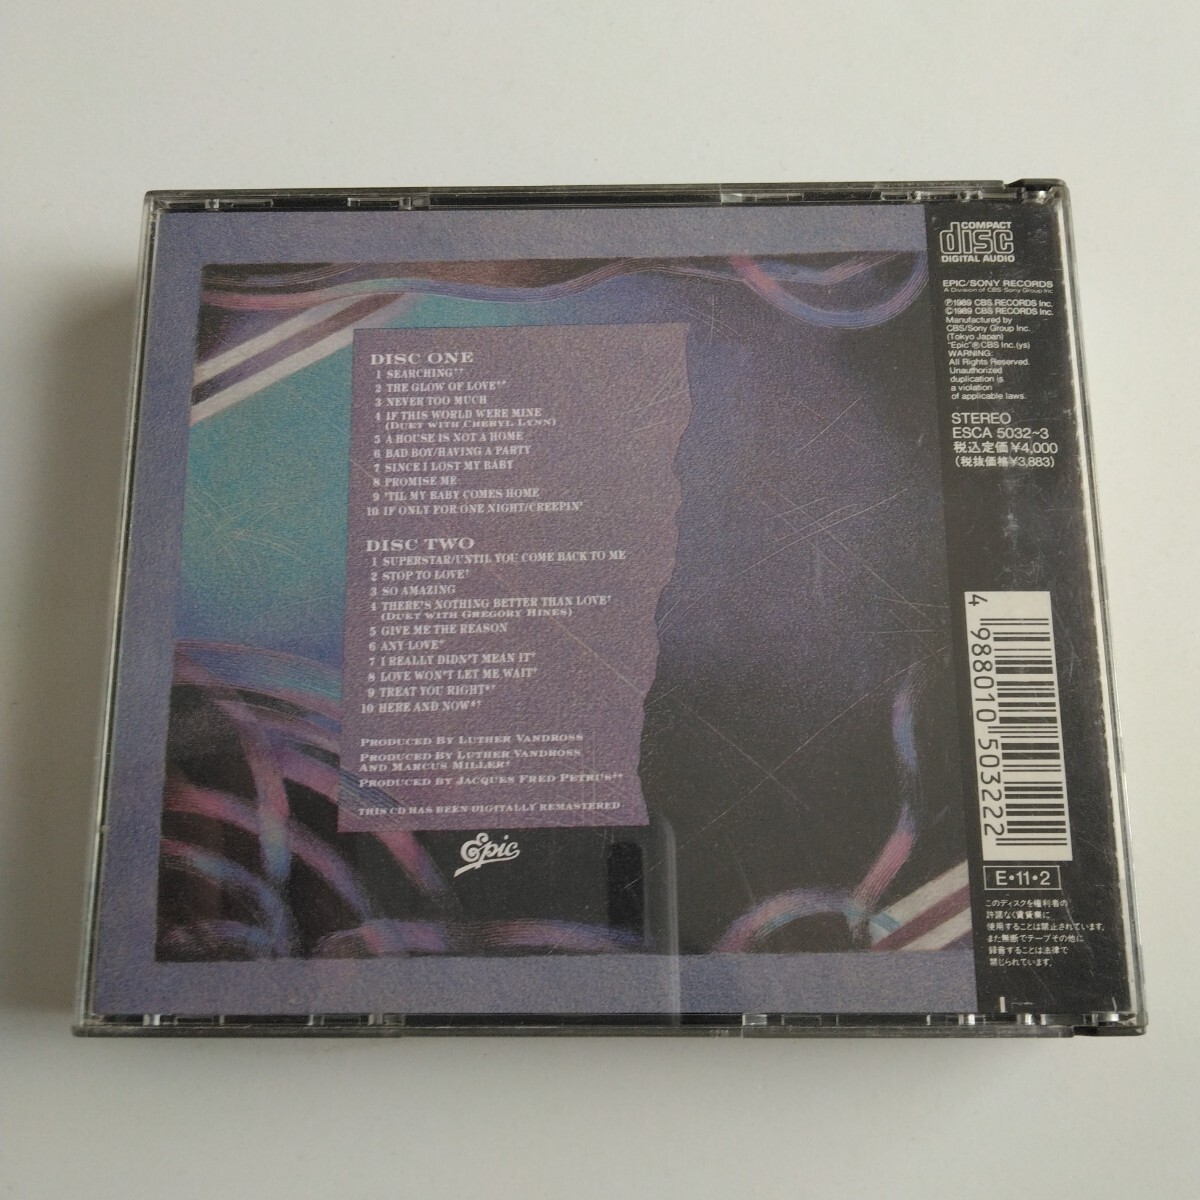 DISC ONE
1 SEARCHING*†
2 THE GLOW OF LOVE*†
3 NEVER TOO MUCH
4 IF THIS WORLD WERE MINE
(DUET WITH CHERYL LYNN)
5 A HOUSE IS NOT A HOME
6 BAD BOY/HAVING A PARTY
7 SINCE I LOST MY BABY
8 PROMISE ME
9 'TIL MY BABY COMES HOME
10 IF ONLY FOR ONE NIGHT/CREEPIN'
DISC TWO
1 SUPERSTAR/UNTIL YOU COME BACK TO ME
2 STOP TO LOVE†
3 SO AMAZING
4 THERE'S NOTHING BETTER THAN LOVE†
(DUET WITH GREGORY HINES)
5 GIVE ME THE REASON
6 ANY LOVE*
7 I REALLY DIDN'T MEAN IT*
8 LOVE WON'T LET ME WAIT*
9 TREAT YOU RIGHT*†
10 HERE AND NOW*†
PRODUCED BY LUTHER VANDROSS
PRODUCED BY LUTHER VANDROSS
AND MARCUS MILLER†
PRODUCED BY JACQUES FRED PETRUS†*
THIS CD HAS BEEN DIGITALLY REMASTERED
Epic
COMPACT
disc
DIGITAL AUDIO
EPIC/SONY RECORDS
A Division of CBS/Sony Group Inc.
Ⓟ1989 CBS RECORDS Inc.
©1989 CBS RECORDS Inc.
Manufactured by
CBS/Sony Group Inc.
(Tokyo Japan)
"Epic"® CBS Inc.(ys)
WARNING:
All Rights Reserved.
Unauthorized
duplication is
a violation
of applicable laws.
STEREO
ESCA 5032~3
税込定価¥4,000
(税抜価格¥3,883)
4 988010 503222
E・11・2
このディスクを権利者の
許諾なく賃貸業に
使用することは禁止されています。
また無断でテープその他に
録音することは法律で
禁じられています。